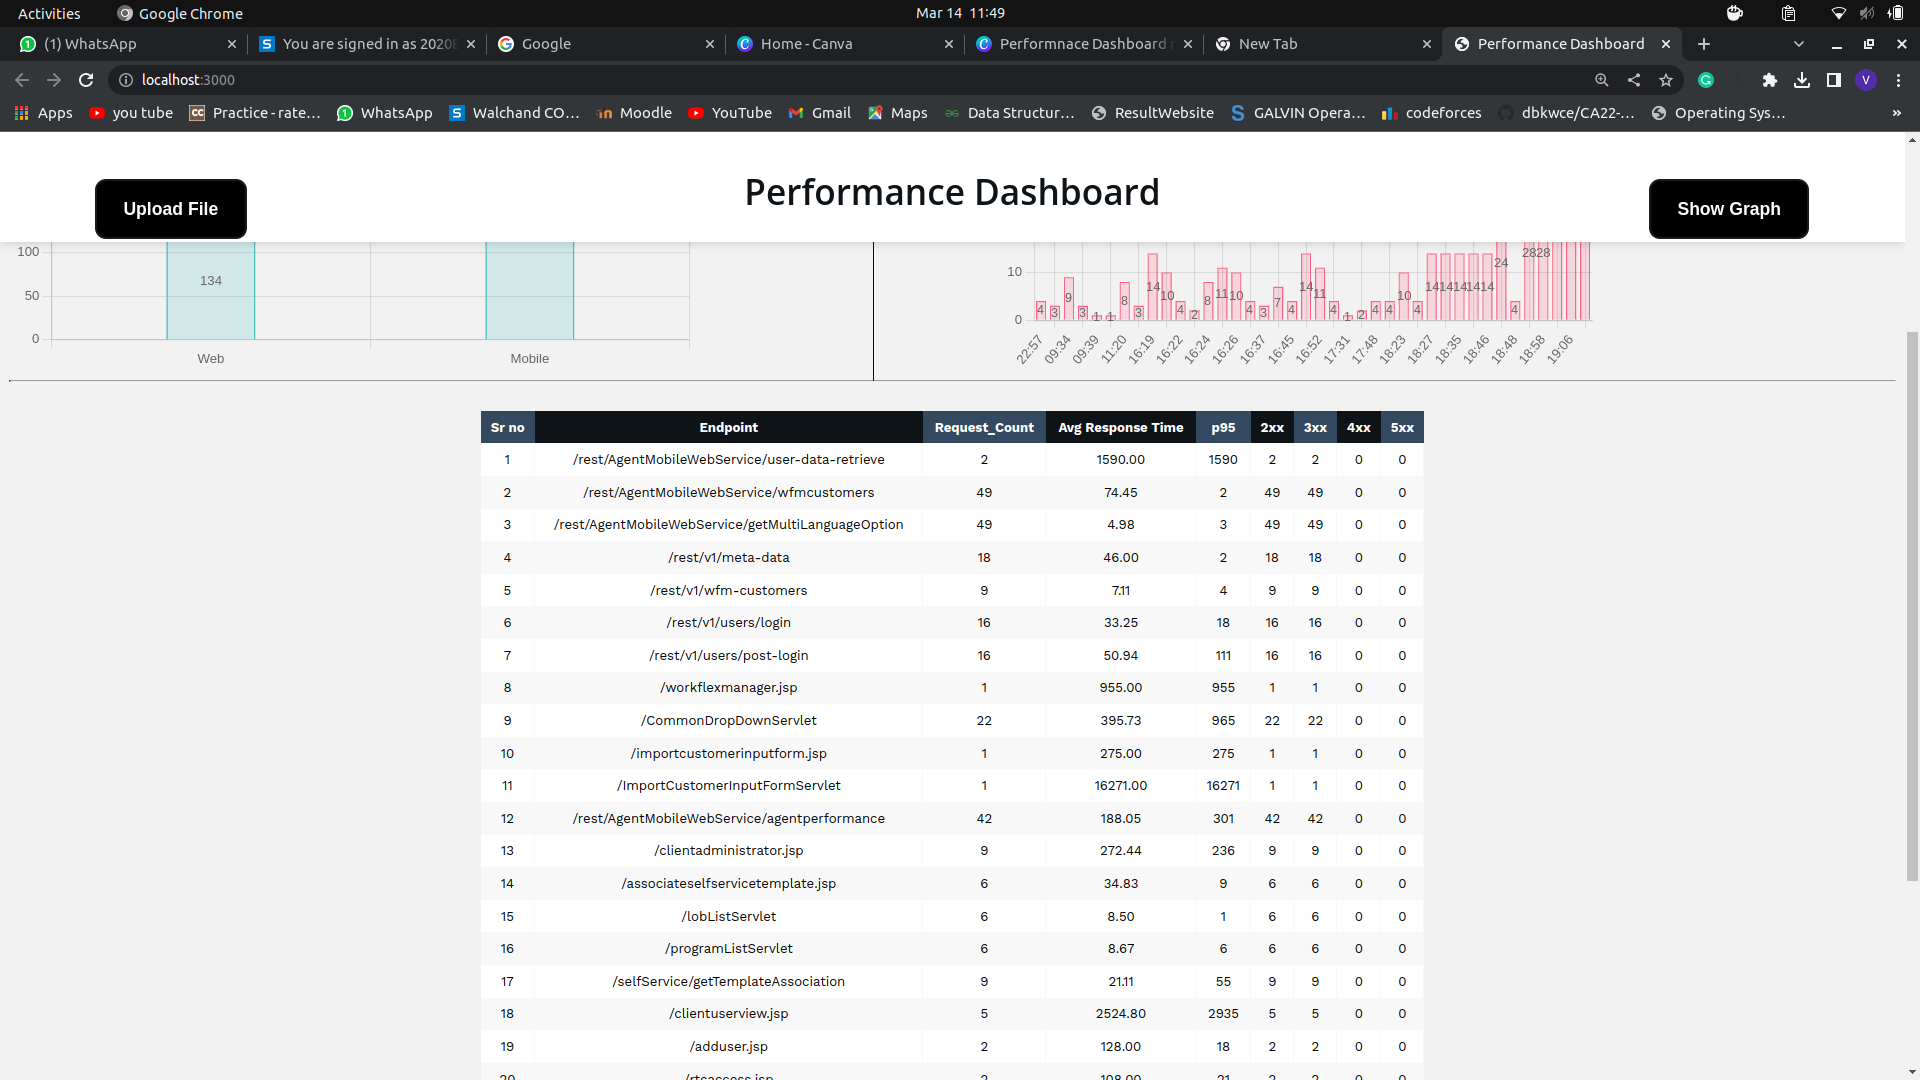 Activities Google Chrome Mar 14 11:49
(1) WhatsApp You are signed in as 2020 Google Home - Canva Performnace Dashboard New Tab Performance Dashboard
localhost:3000
Apps you tube Practice - rate… WhatsApp Walchand CO… Moodle YouTube Gmail Maps Data Structur… ResultWebsite GALVIN Opera… codeforces dbkwce/CA22-… Operating Sys… »
Upload File Performance Dashboard Show Graph
100
134
50
0
Web Mobile
10
0
4 3 9 3 1 1 8 3 14 10 4 2 8 11 10 4 3 7 4 14 11 4 1 2 4 4 10 4 14 14 14 14 14 24 4 28 28
22:57 09:34 09:39 11:20 16:19 16:22 16:24 16:26 16:37 16:45 16:52 17:31 17:48 18:23 18:27 18:35 18:46 18:48 18:58 19:06
Sr no Endpoint Request_Count Avg Response Time p95 2xx 3xx 4xx 5xx
1 /rest/AgentMobileWebService/user-data-retrieve 2 1590.00 1590 2 2 0 0
2 /rest/AgentMobileWebService/wfmcustomers 49 74.45 2 49 49 0 0
3 /rest/AgentMobileWebService/getMultiLanguageOption 49 4.98 3 49 49 0 0
4 /rest/v1/meta-data 18 46.00 2 18 18 0 0
5 /rest/v1/wfm-customers 9 7.11 4 9 9 0 0
6 /rest/v1/users/login 16 33.25 18 16 16 0 0
7 /rest/v1/users/post-login 16 50.94 111 16 16 0 0
8 /workflexmanager.jsp 1 955.00 955 1 1 0 0
9 /CommonDropDownServlet 22 395.73 965 22 22 0 0
10 /importcustomerinputform.jsp 1 275.00 275 1 1 0 0
11 /ImportCustomerInputFormServlet 1 16271.00 16271 1 1 0 0
12 /rest/AgentMobileWebService/agentperformance 42 188.05 301 42 42 0 0
13 /clientadministrator.jsp 9 272.44 236 9 9 0 0
14 /associateselfservicetemplate.jsp 6 34.83 9 6 6 0 0
15 /lobListServlet 6 8.50 1 6 6 0 0
16 /programListServlet 6 8.67 6 6 6 0 0
17 /selfService/getTemplateAssociation 9 21.11 55 9 9 0 0
18 /clientuserview.jsp 5 2524.80 2935 5 5 0 0
19 /adduser.jsp 2 128.00 18 2 2 0 0
20 /rtcaccess.jsp 2 108.00 21 2 2 0 0